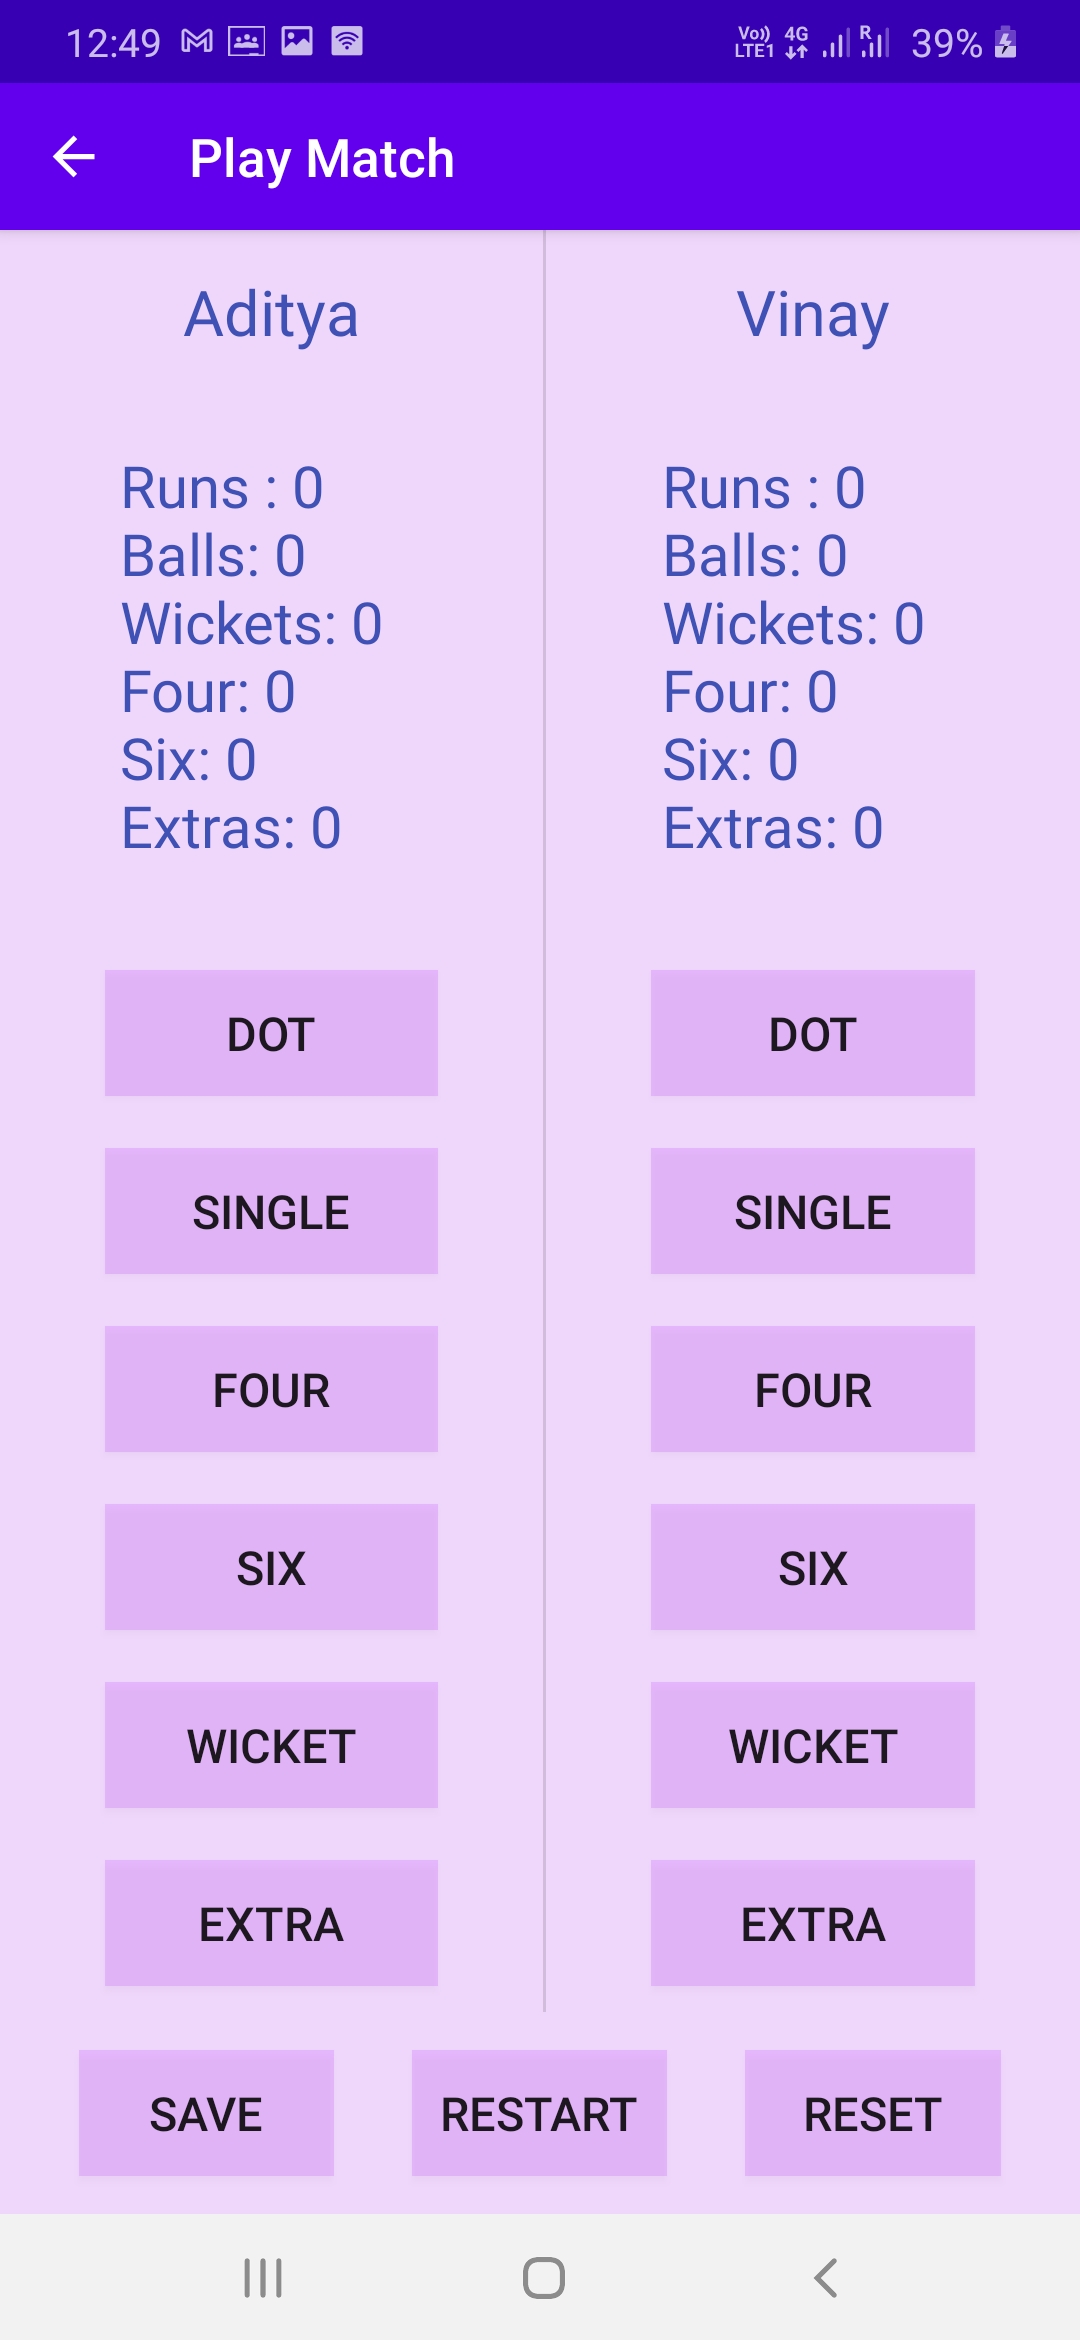 12:49
Vo)) LTE1 4G R 39%
Play Match
Aditya
Runs : 0
Balls: 0
Wickets: 0
Four: 0
Six: 0
Extras: 0
DOT
SINGLE
FOUR
SIX
WICKET
EXTRA
Vinay
Runs : 0
Balls: 0
Wickets: 0
Four: 0
Six: 0
Extras: 0
DOT
SINGLE
FOUR
SIX
WICKET
EXTRA
SAVE
RESTART
RESET